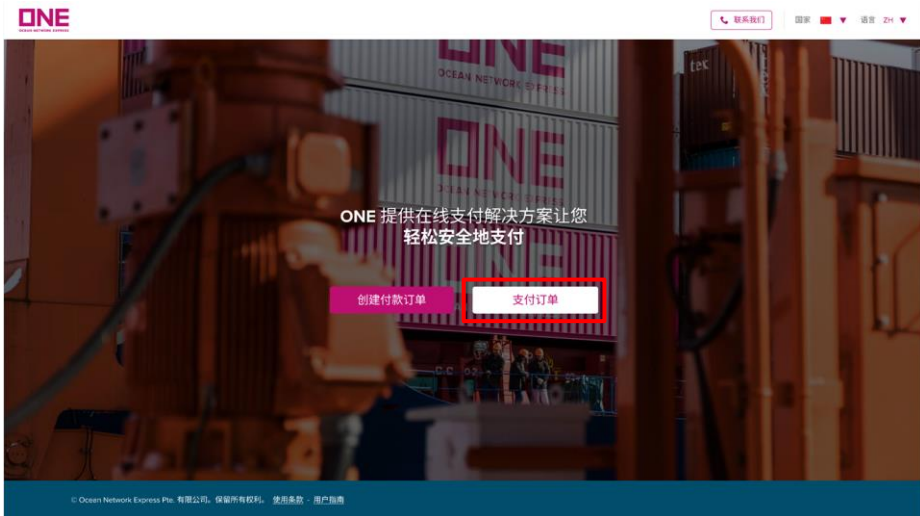 ONE
OCEAN NETWORK EXPRESS
联系我们
国家
语言 ZH
ONE
OCEAN NETWORK EXPRESS
tex
ONE
OCEAN NETWORK EXPRESS
ONE 提供在线支付解决方案让您
轻松安全地支付
创建付款订单
支付订单
© Ocean Network Express Pte. 有限公司。保留所有权利。 使用条款 - 用户指南